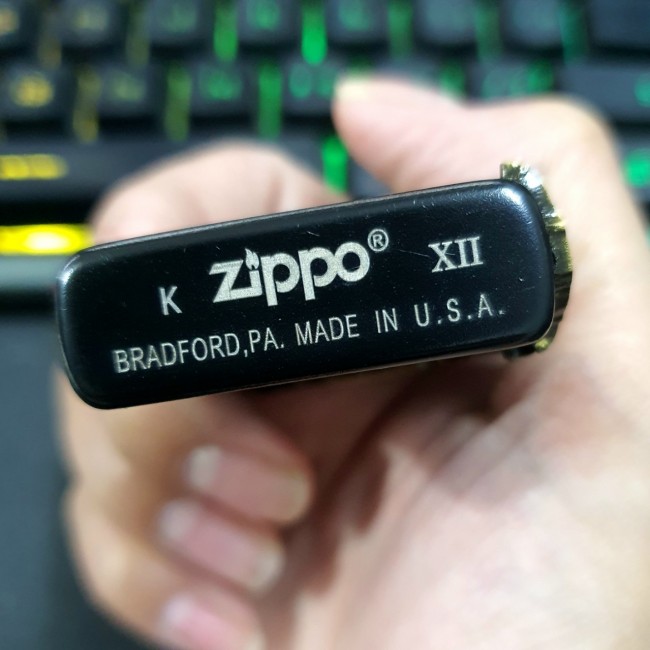 K zippo® XII
BRADFORD,PA. MADE IN U.S.A.